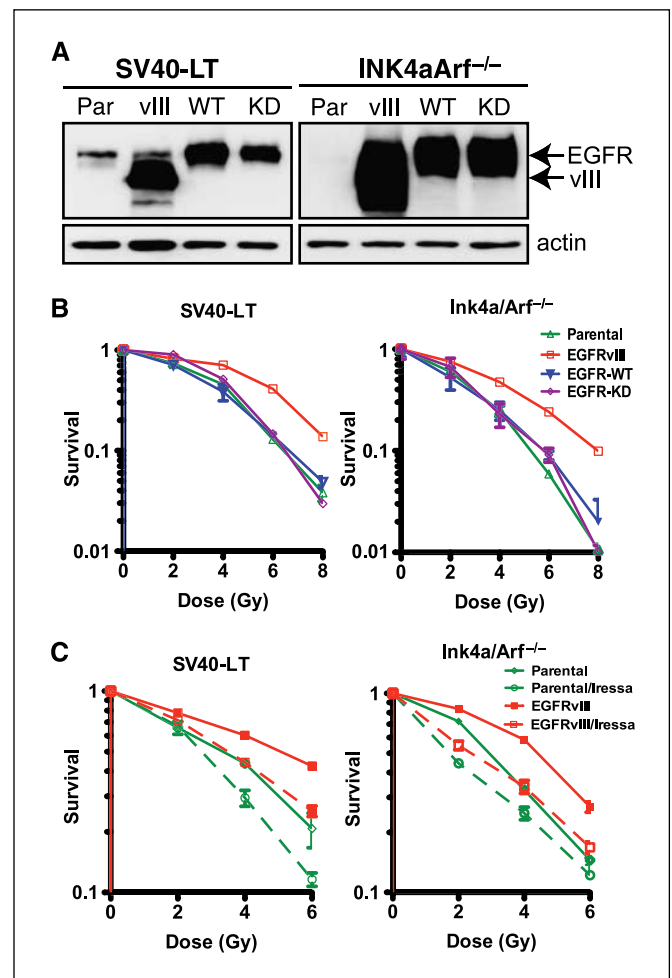 A
SV40-LT
INK4aArf–/–
Par vIII WT KD
Par vIII WT KD
EGFR
vIII
actin
B
SV40-LT
Ink4a/Arf–/–
Parental
EGFRvIII
EGFR-WT
EGFR-KD
Survival
1
0.1
0.01
0 2 4 6 8
Dose (Gy)
Survival
1
0.1
0.01
0 2 4 6 8
Dose (Gy)
C
SV40-LT
Ink4a/Arf–/–
Parental
Parental/Iressa
EGFRvIII
EGFRvIII/Iressa
Survival
1
0.1
0 2 4 6
Dose (Gy)
Survival
1
0.1
0 2 4 6
Dose (Gy)